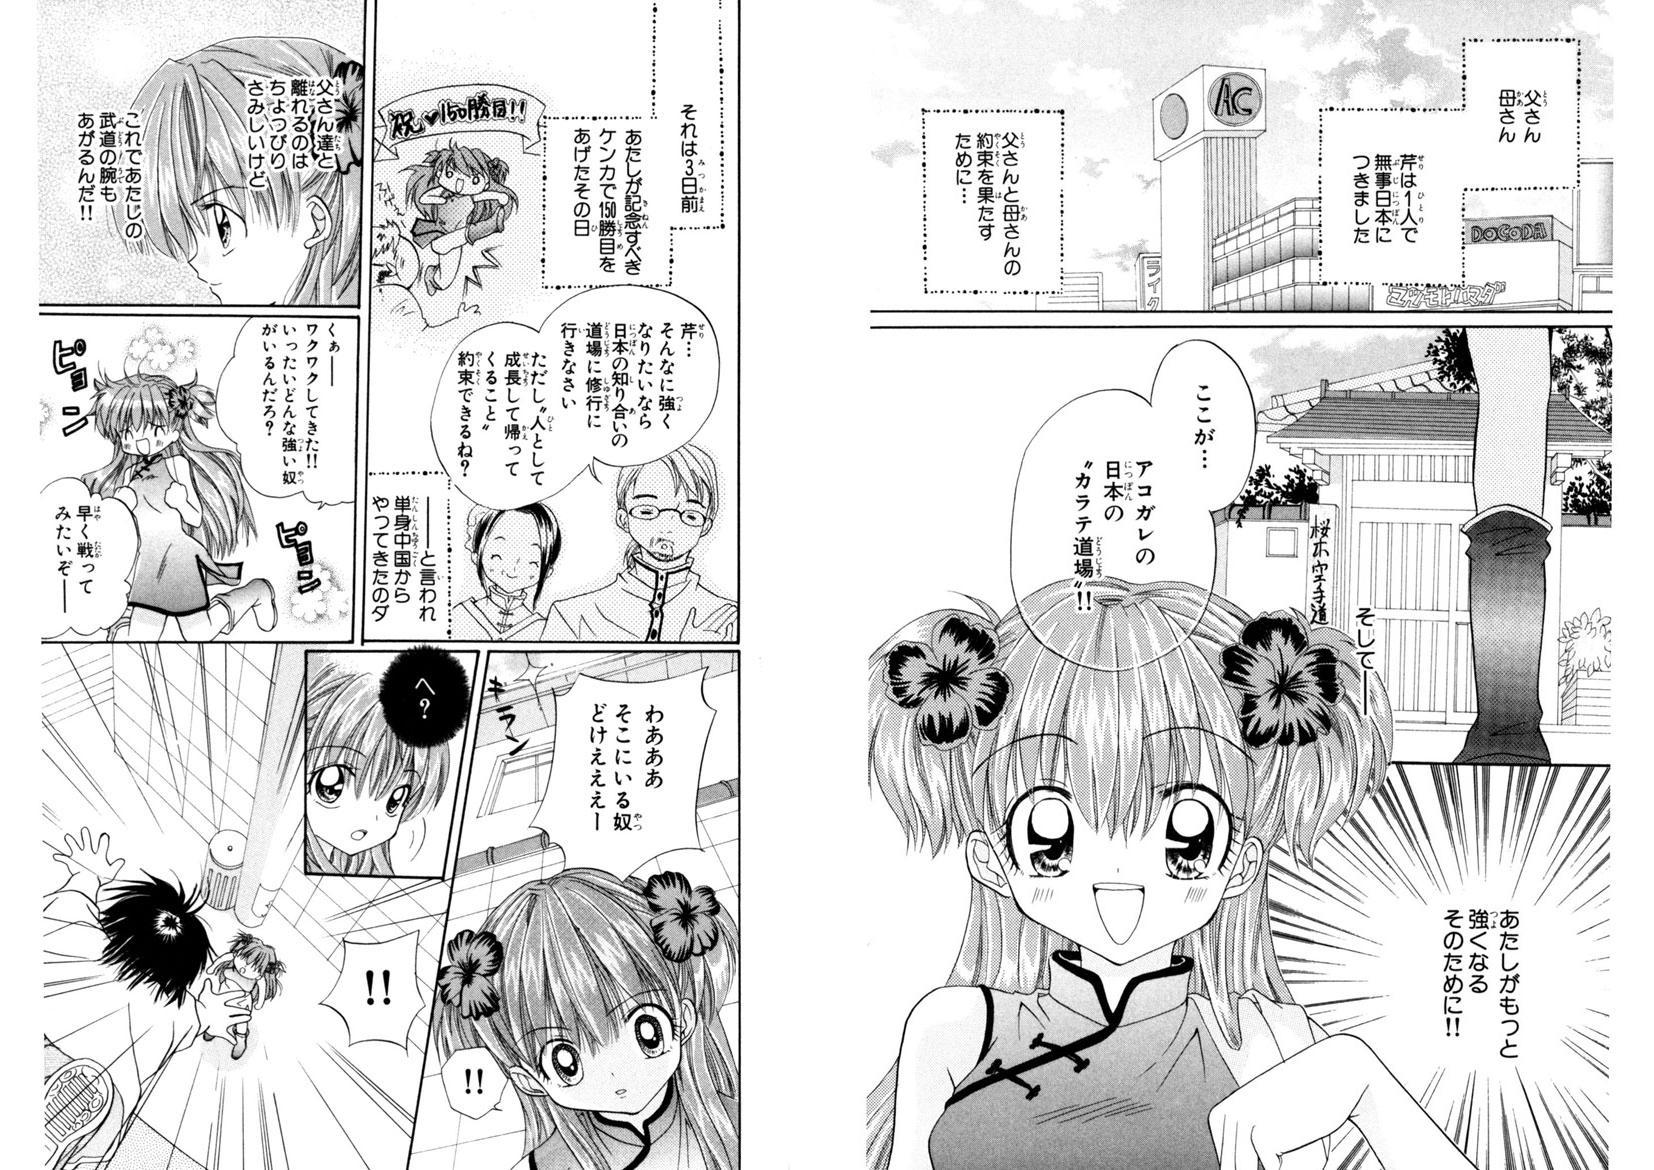 父さん
母さん
芹は1人で
無事日本に
つきました
父さんと母さんの
約束を果たす
ために…
AC
DOCODA
マツモトハマダ
ライク
ここが…
アコガレの
日本の
〝カラテ道場〟!!
桜木空手道
そして――
あたしがもっと
強くなる
そのために!!
それは3日前
あたしが記念すべき
ケンカで150勝目を
あげたその日
祝♥150勝目!!
芹…
そんなに強く
なりたいなら
日本の知り合いの
道場に修行に
行きなさい
ただし〝人として
成長して帰って
くること〟
約束できるね?
――と言われ
単身中国から
やってきたのダ
父さん達と
離れるのは
ちょっぴり
さみしいけど
これであたしの
武道の腕も
あがるんだ!!
くぁ――
ワクワクしてきた!!
いったいどんな強い奴
がいるんだろ?
ピョン
ピョン
早く戦って
みたいぞ――
わあああ
そこにいる奴
どけえええー
キラーン
へ?
!!
!!